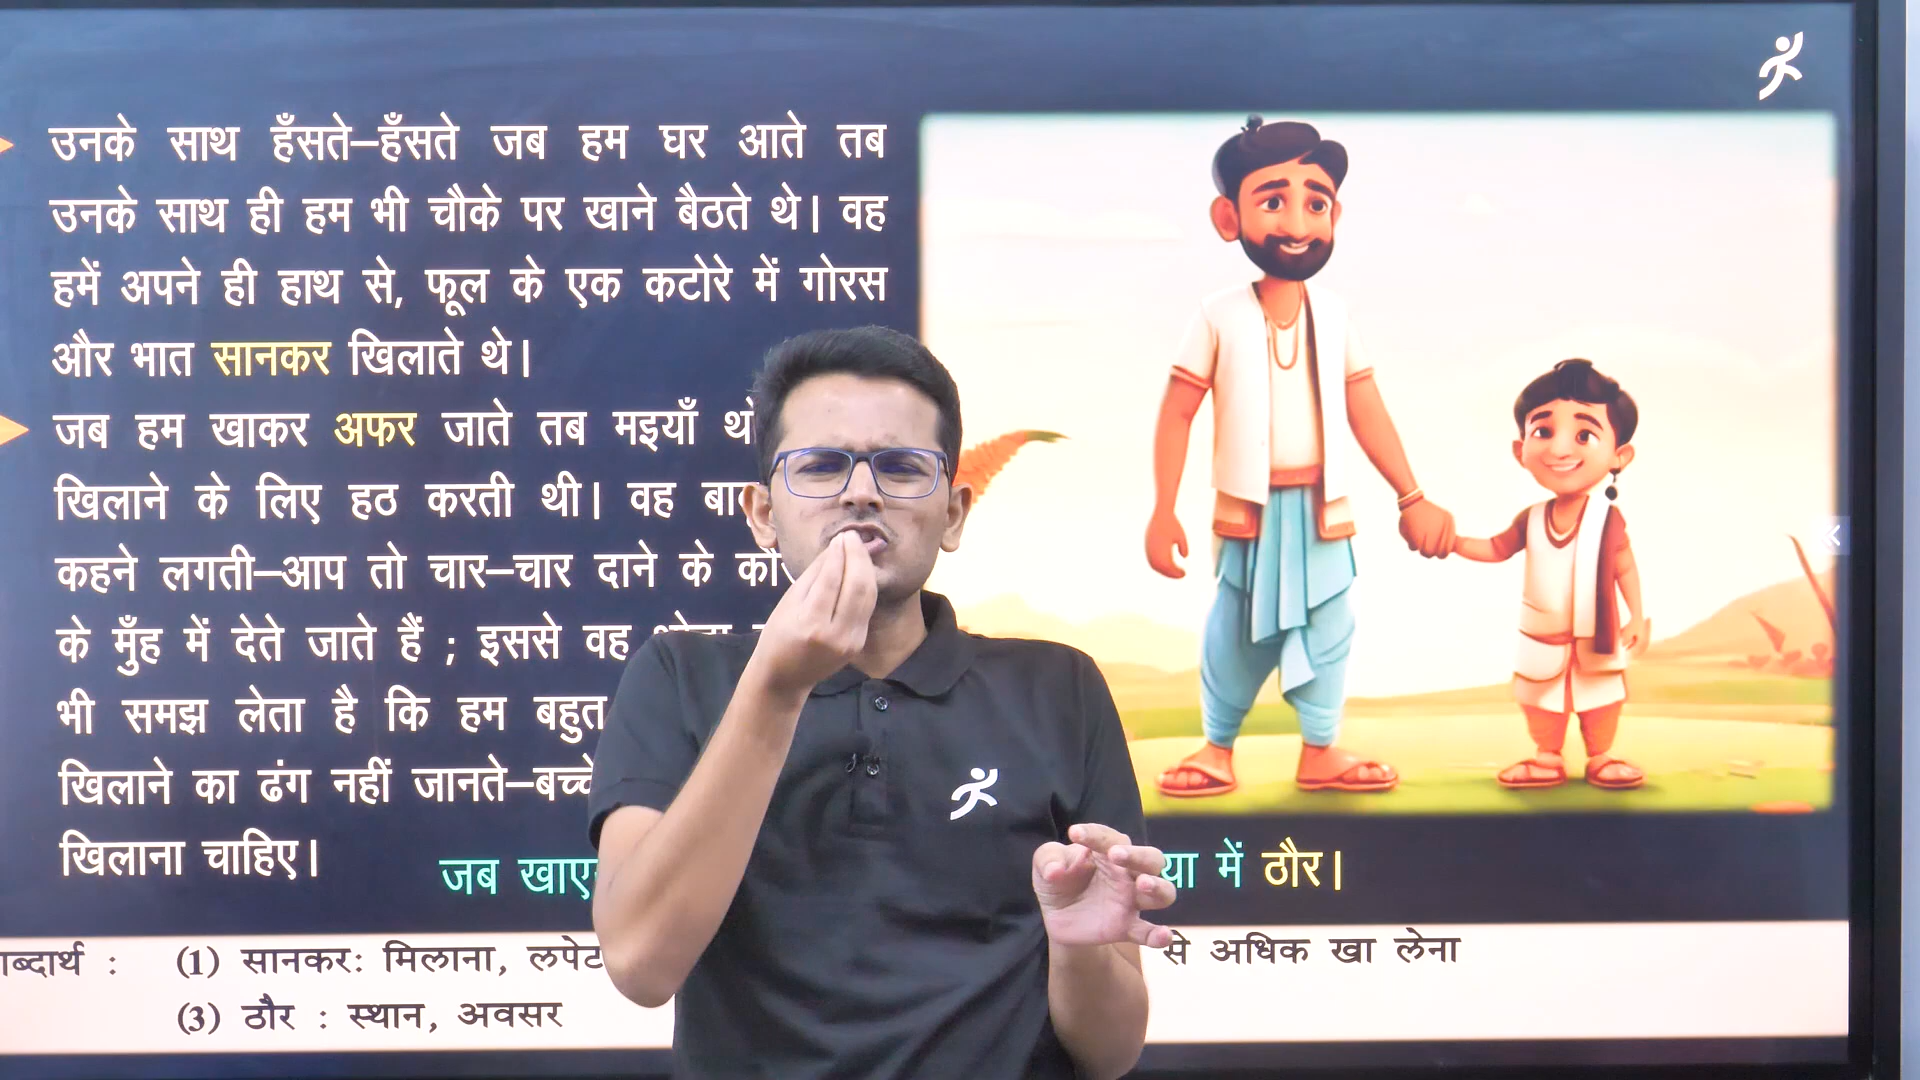 उनके साथ हँसते–हँसते जब हम घर आते तब
उनके साथ ही हम भी चौके पर खाने बैठते थे। वह
हमें अपने ही हाथ से, फूल के एक कटोरे में गोरस
और भात सानकर खिलाते थे।
जब हम खाकर अफर जाते तब मइयाँ
खिलाने के लिए हठ करती थी। वह
कहने लगती–आप तो चार–चार दाने के
के मुँह में देते जाते हैं ; इससे वह
भी समझ लेता है कि हम बहुत
खिलाने का ढंग नहीं जानते–
खिलाना चाहिए।
जब में ठौर।
(1) सानकर: मिलाना, से अधिक खा लेना
(3) ठौर : स्थान, अवसर